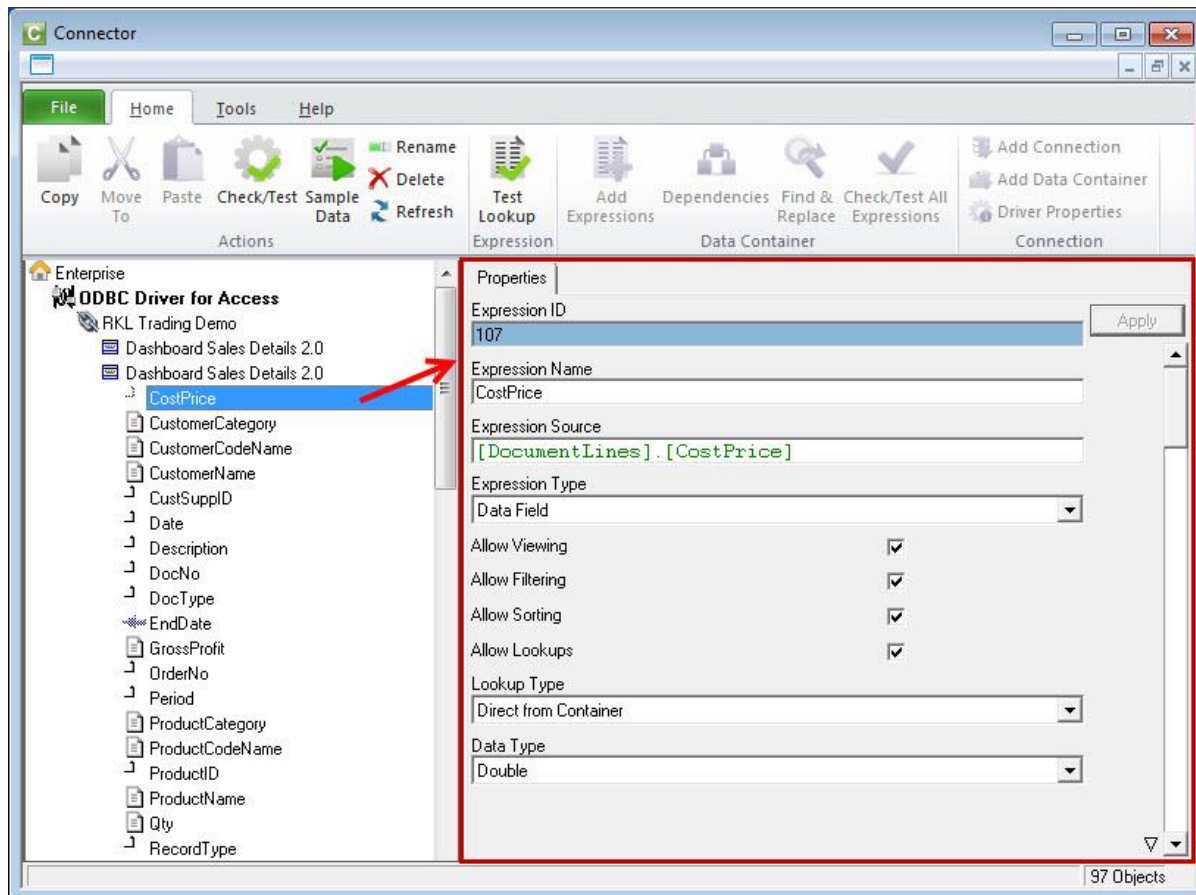 Connector
File Home Tools Help
Copy
Move To
Paste
Check/Test
Sample Data
Rename
Delete
Refresh
Actions
Test Lookup
Expression
Add Expressions
Dependencies
Find & Replace
Check/Test All Expressions
Data Container
Add Connection
Add Data Container
Driver Properties
Connection
Enterprise
ODBC Driver for Access
RKL Trading Demo
Dashboard Sales Details 2.0
Dashboard Sales Details 2.0
CostPrice
CustomerCategory
CustomerCodeName
CustomerName
CustSuppID
Date
Description
DocNo
DocType
EndDate
GrossProfit
OrderNo
Period
ProductCategory
ProductCodeName
ProductID
ProductName
Qty
RecordType
Properties
Expression ID
107
Apply
Expression Name
CostPrice
Expression Source
[DocumentLines].[CostPrice]
Expression Type
Data Field
Allow Viewing
Allow Filtering
Allow Sorting
Allow Lookups
Lookup Type
Direct from Container
Data Type
Double
97 Objects